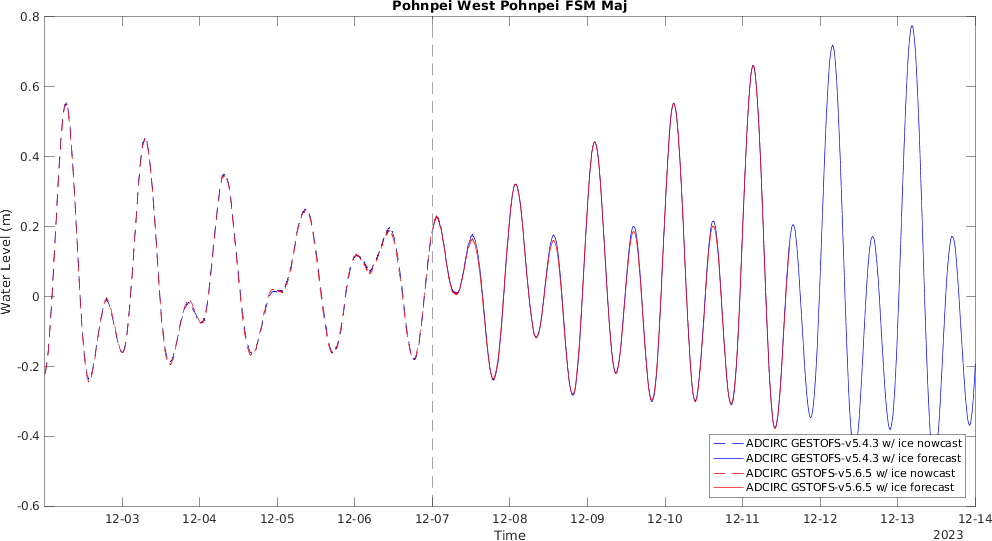 Pohnpei West Pohnpei FSM Maj
0.8
0.6
0.4
0.2
0
-0.2
-0.4
-0.6
Water Level (m)
ADCIRC GESTOFS-v5.4.3 w/ ice nowcast
ADCIRC GESTOFS-v5.4.3 w/ ice forecast
ADCIRC GSTOFS-v5.6.5 w/ ice nowcast
ADCIRC GSTOFS-v5.6.5 w/ ice forecast
12-03 12-04 12-05 12-06 12-07 12-08 12-09 12-10 12-11 12-12 12-13 12-14
Time
2023